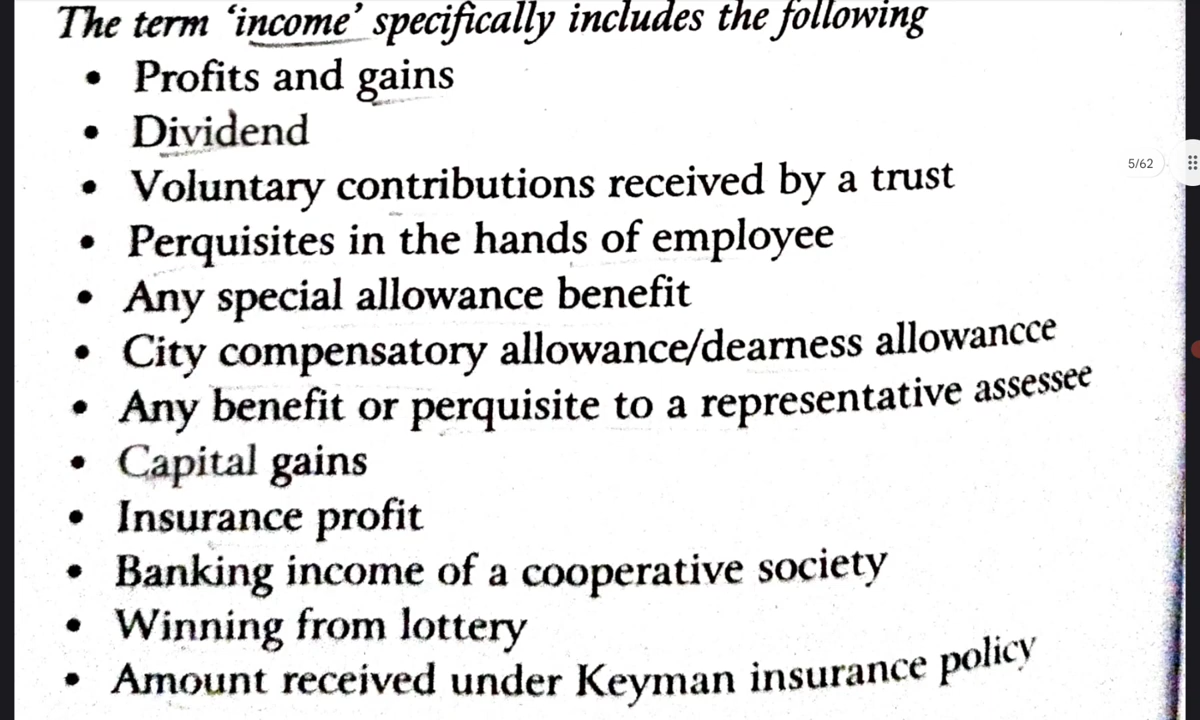 The term ‘income’ specifically includes the following
• Profits and gains
• Dividend
5/62
• Voluntary contributions received by a trust
• Perquisites in the hands of employee
• Any special allowance benefit
• City compensatory allowance/dearness allowancce
• Any benefit or perquisite to a representative assessee
• Capital gains
• Insurance profit
• Banking income of a cooperative society
• Winning from lottery
• Amount received under Keyman insurance policy